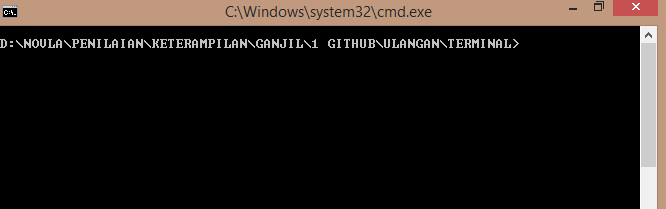 C:\Windows\system32\cmd.exe
D:\NOVLA\PENILAIAN\KETERAMPILAN\GANJIL\1 GITHUB\ULANGAN\TERMINAL>